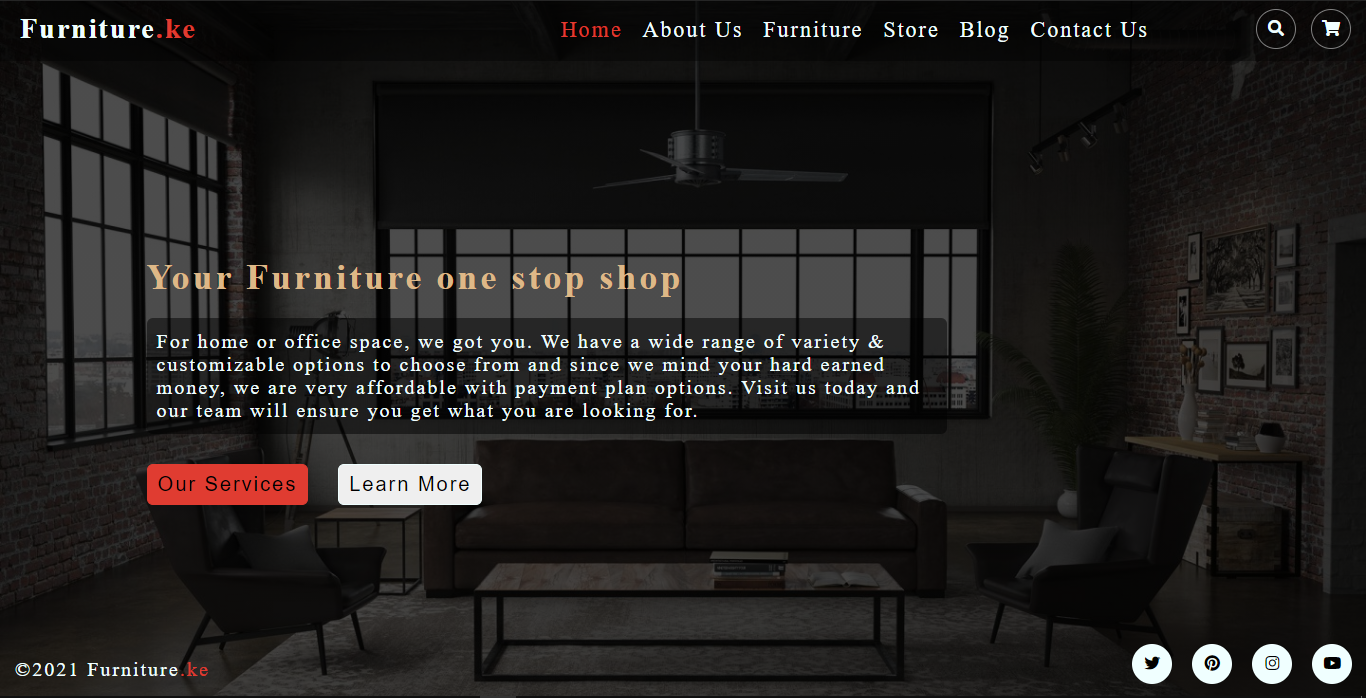 Furniture.ke
Home About Us Furniture Store Blog Contact Us
Your Furniture one stop shop
For home or office space, we got you. We have a wide range of variety &
customizable options to choose from and since we mind your hard earned
money, we are very affordable with payment plan options. Visit us today and
our team will ensure you get what you are looking for.
Our Services Learn More
©2021 Furniture.ke